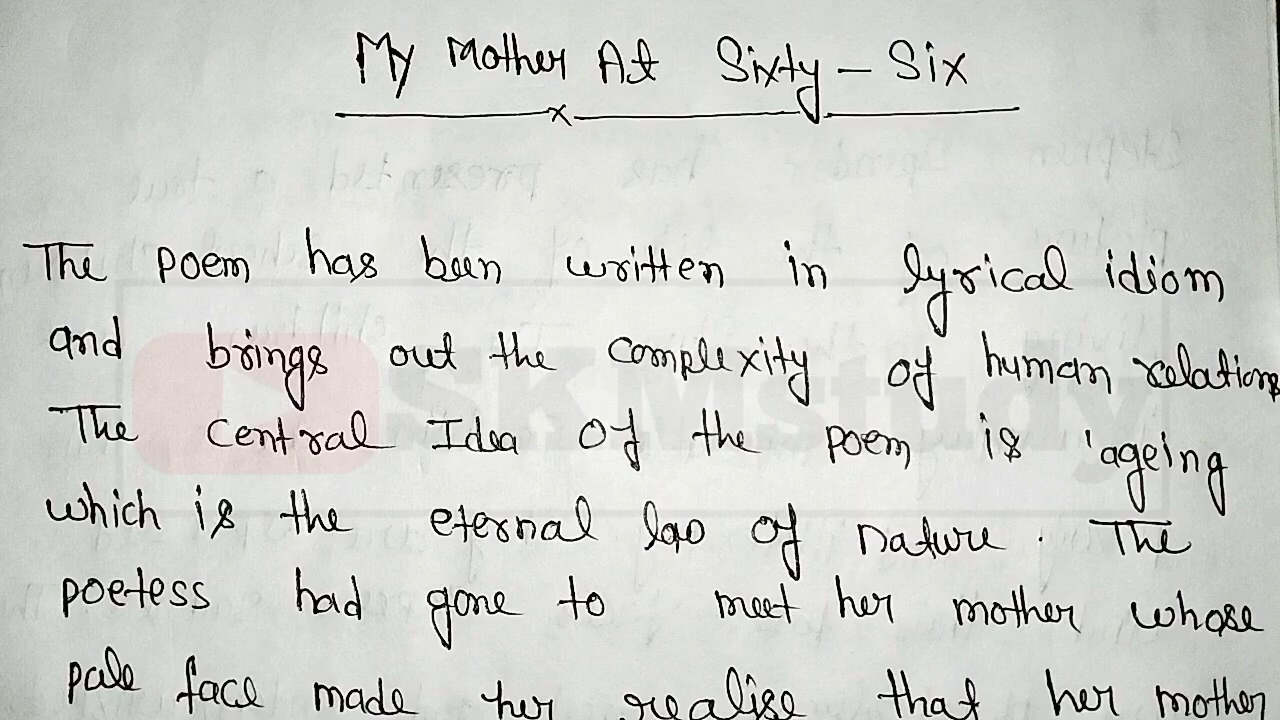 My Mother At Sixty - Six
The poem has been written in lyrical idiom
and brings out the complexity of human relations
SKMstudy
The central Idea of the poem is 'ageing
which is the eternal law of nature. The
poetess had gone to meet her mother whose
pale face made her realise that her mother